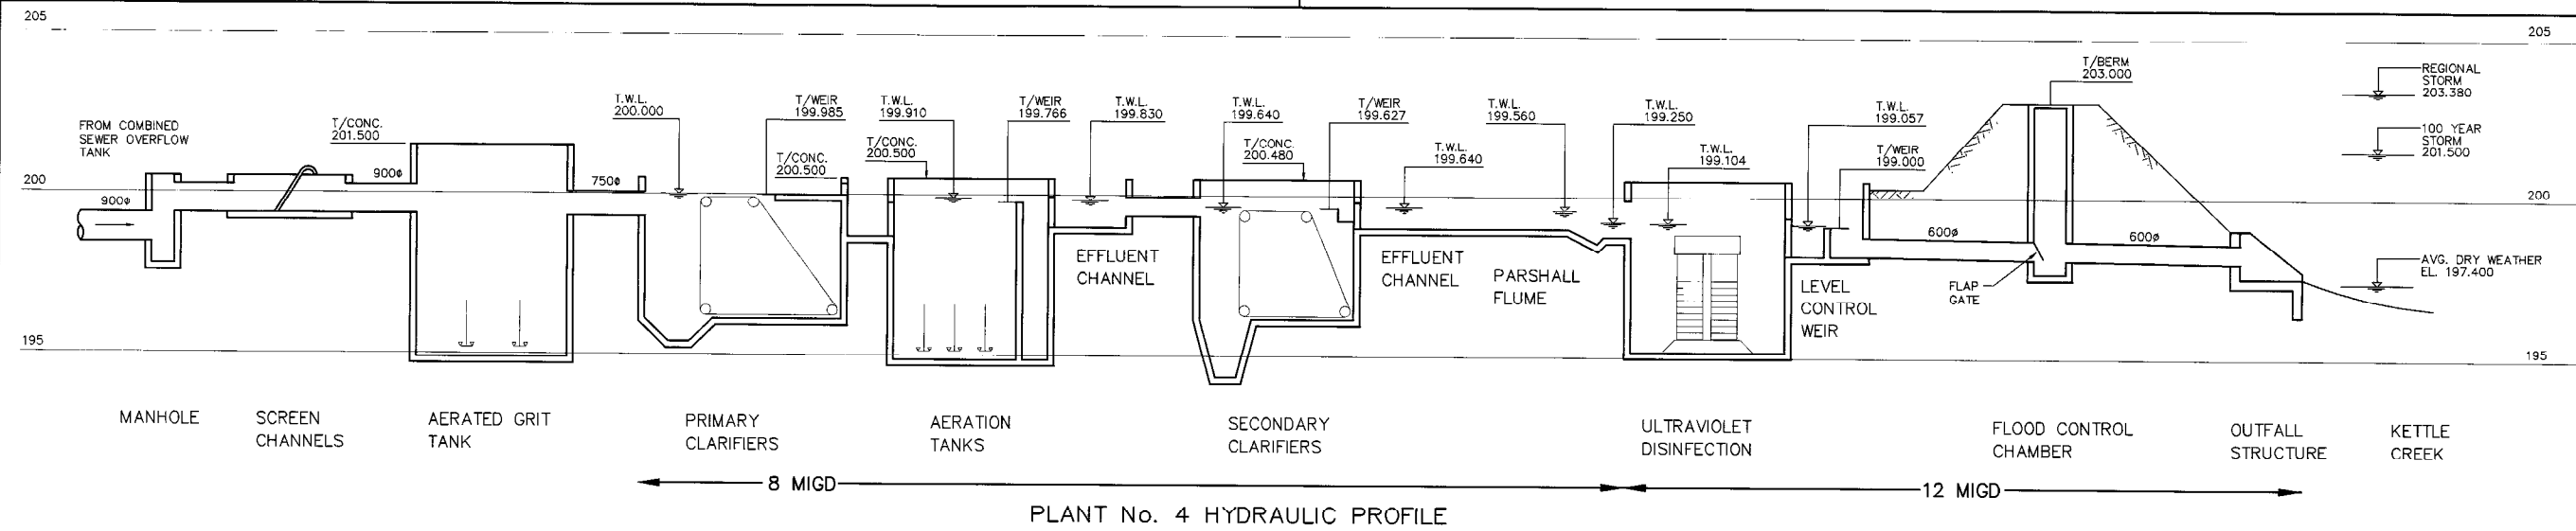 205
205
T/BERM
203.000
REGIONAL
STORM
203.380
T.W.L.
200.000
T/WEIR
199.985
T.W.L.
199.910
T/WEIR
199.766
T.W.L.
199.830
T.W.L.
199.640
T/WEIR
199.627
T.W.L.
199.560
T.W.L.
199.250
T.W.L.
199.057
FROM COMBINED
SEWER OVERFLOW
TANK
T/CONC.
201.500
100 YEAR
STORM
201.500
T/CONC.
200.500
T/CONC.
200.500
T/CONC.
200.480
T.W.L.
199.640
T.W.L.
199.104
T/WEIR
199.000
200
900ø
750ø
200
900ø
600ø
600ø
EFFLUENT
CHANNEL
EFFLUENT
CHANNEL
PARSHALL
FLUME
LEVEL
CONTROL
WEIR
FLAP
GATE
AVG. DRY WEATHER
EL. 197.400
195
195
MANHOLE
SCREEN
CHANNELS
AERATED GRIT
TANK
PRIMARY
CLARIFIERS
AERATION
TANKS
SECONDARY
CLARIFIERS
ULTRAVIOLET
DISINFECTION
FLOOD CONTROL
CHAMBER
OUTFALL
STRUCTURE
KETTLE
CREEK
8 MIGD
12 MIGD
PLANT No. 4 HYDRAULIC PROFILE